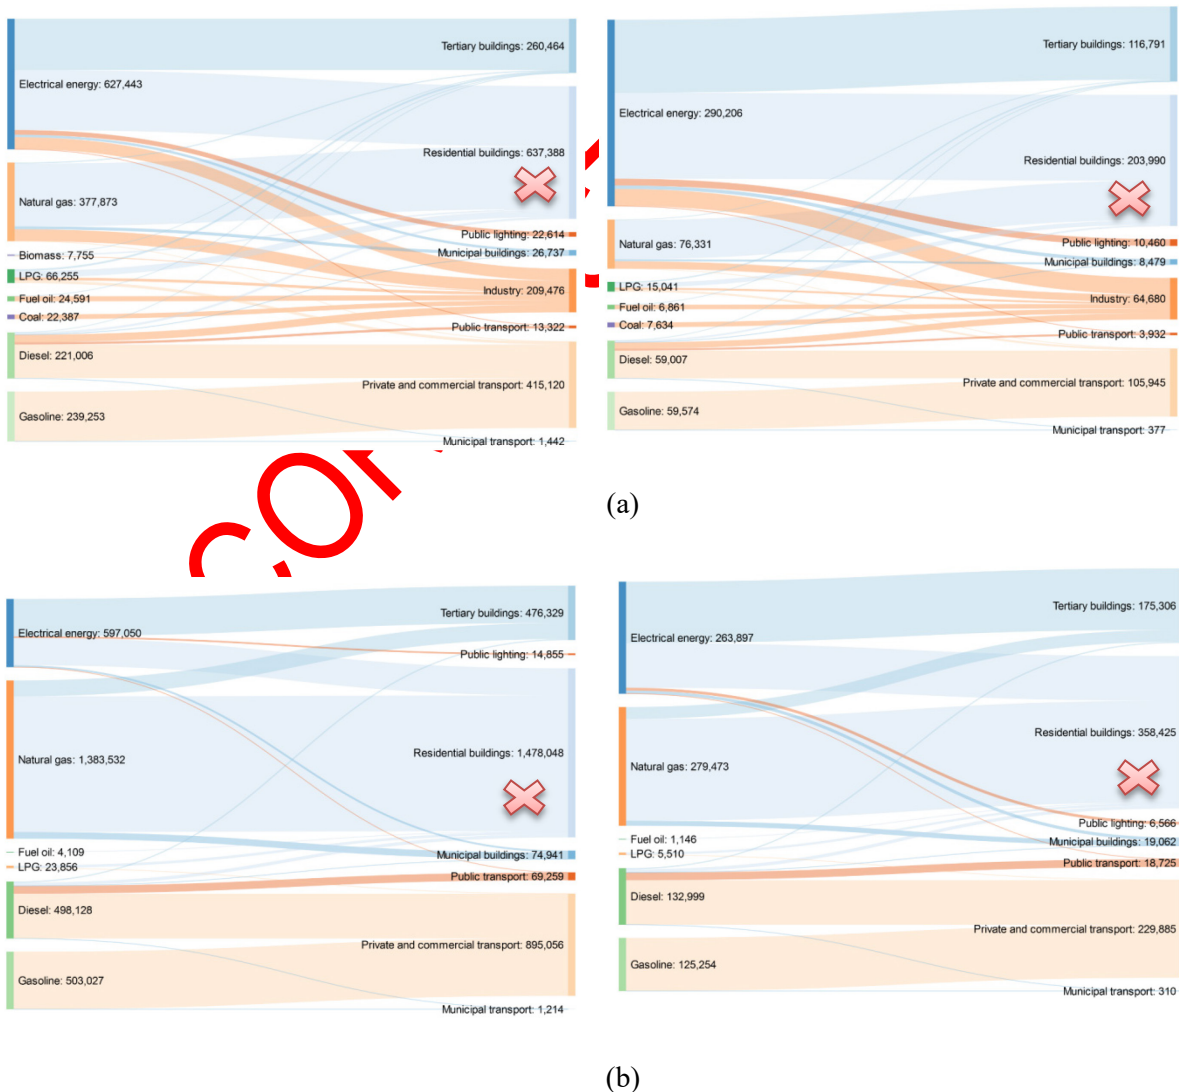 Tertiary buildings: 260,464
Electrical energy: 627,443
Residential buildings: 637,388
Natural gas: 377,873
Public lighting: 22,614
Municipal buildings: 26,737
Biomass: 7,755
LPG: 66,255
Industry: 209,476
Fuel oil: 24,591
Coal: 22,387
Public transport: 13,322
Diesel: 221,006
Private and commercial transport: 415,120
Gasoline: 239,253
Municipal transport: 1,442
Tertiary buildings: 116,791
Electrical energy: 290,206
Residential buildings: 203,990
Natural gas: 76,331
Public lighting: 10,460
Municipal buildings: 8,479
LPG: 15,041
Industry: 64,680
Fuel oil: 6,861
Coal: 7,634
Public transport: 3,932
Diesel: 59,007
Private and commercial transport: 105,945
Gasoline: 59,574
Municipal transport: 377
(a)
Tertiary buildings: 476,329
Electrical energy: 597,050
Public lighting: 14,855
Residential buildings: 1,478,048
Natural gas: 1,383,532
Fuel oil: 4,109
Municipal buildings: 74,941
LPG: 23,856
Public transport: 69,259
Diesel: 498,128
Private and commercial transport: 895,056
Gasoline: 503,027
Municipal transport: 1,214
Tertiary buildings: 175,306
Electrical energy: 263,897
Residential buildings: 358,425
Natural gas: 279,473
Public lighting: 6,566
Fuel oil: 1,146
Municipal buildings: 19,062
LPG: 5,510
Public transport: 18,725
Diesel: 132,999
Private and commercial transport: 229,885
Gasoline: 125,254
Municipal transport: 310
(b)